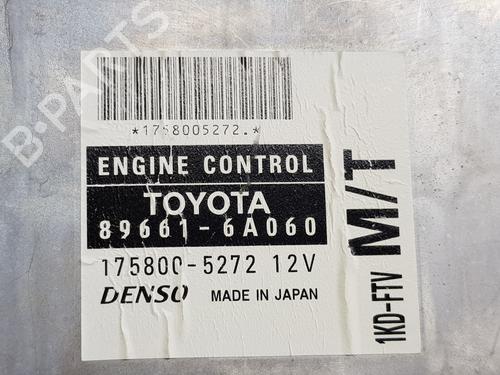 *1758005272.*
ENGINE CONTROL
TOYOTA
89661-6A060
175800-5272 12V
DENSO MADE IN JAPAN
M/T
1KD-FTV
B-PARTS